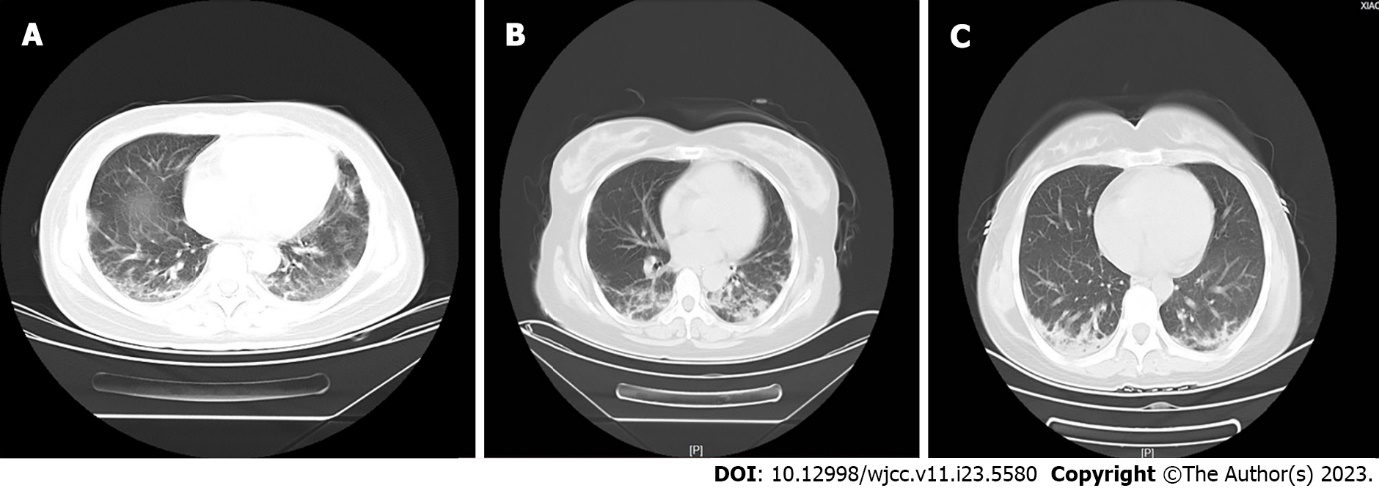 A
B
C
XIAO
[P]
[P]
DOI: 10.12998/wjcc.v11.i23.5580 Copyright ©The Author(s) 2023.